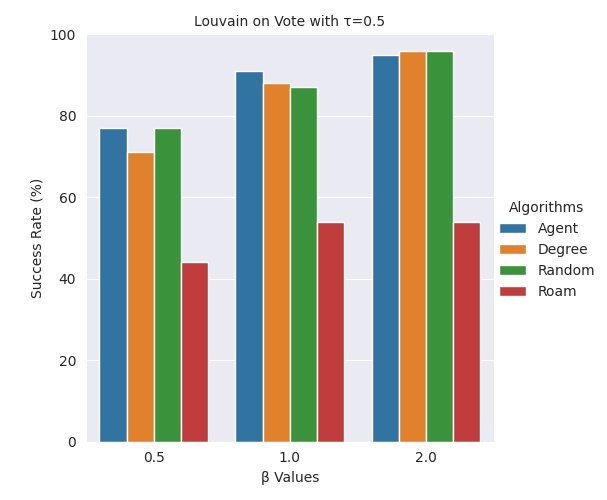 Louvain on Vote with τ=0.5
100
80
60
40
20
0
Success Rate (%)
0.5 1.0 2.0
β Values
Algorithms
Agent
Degree
Random
Roam